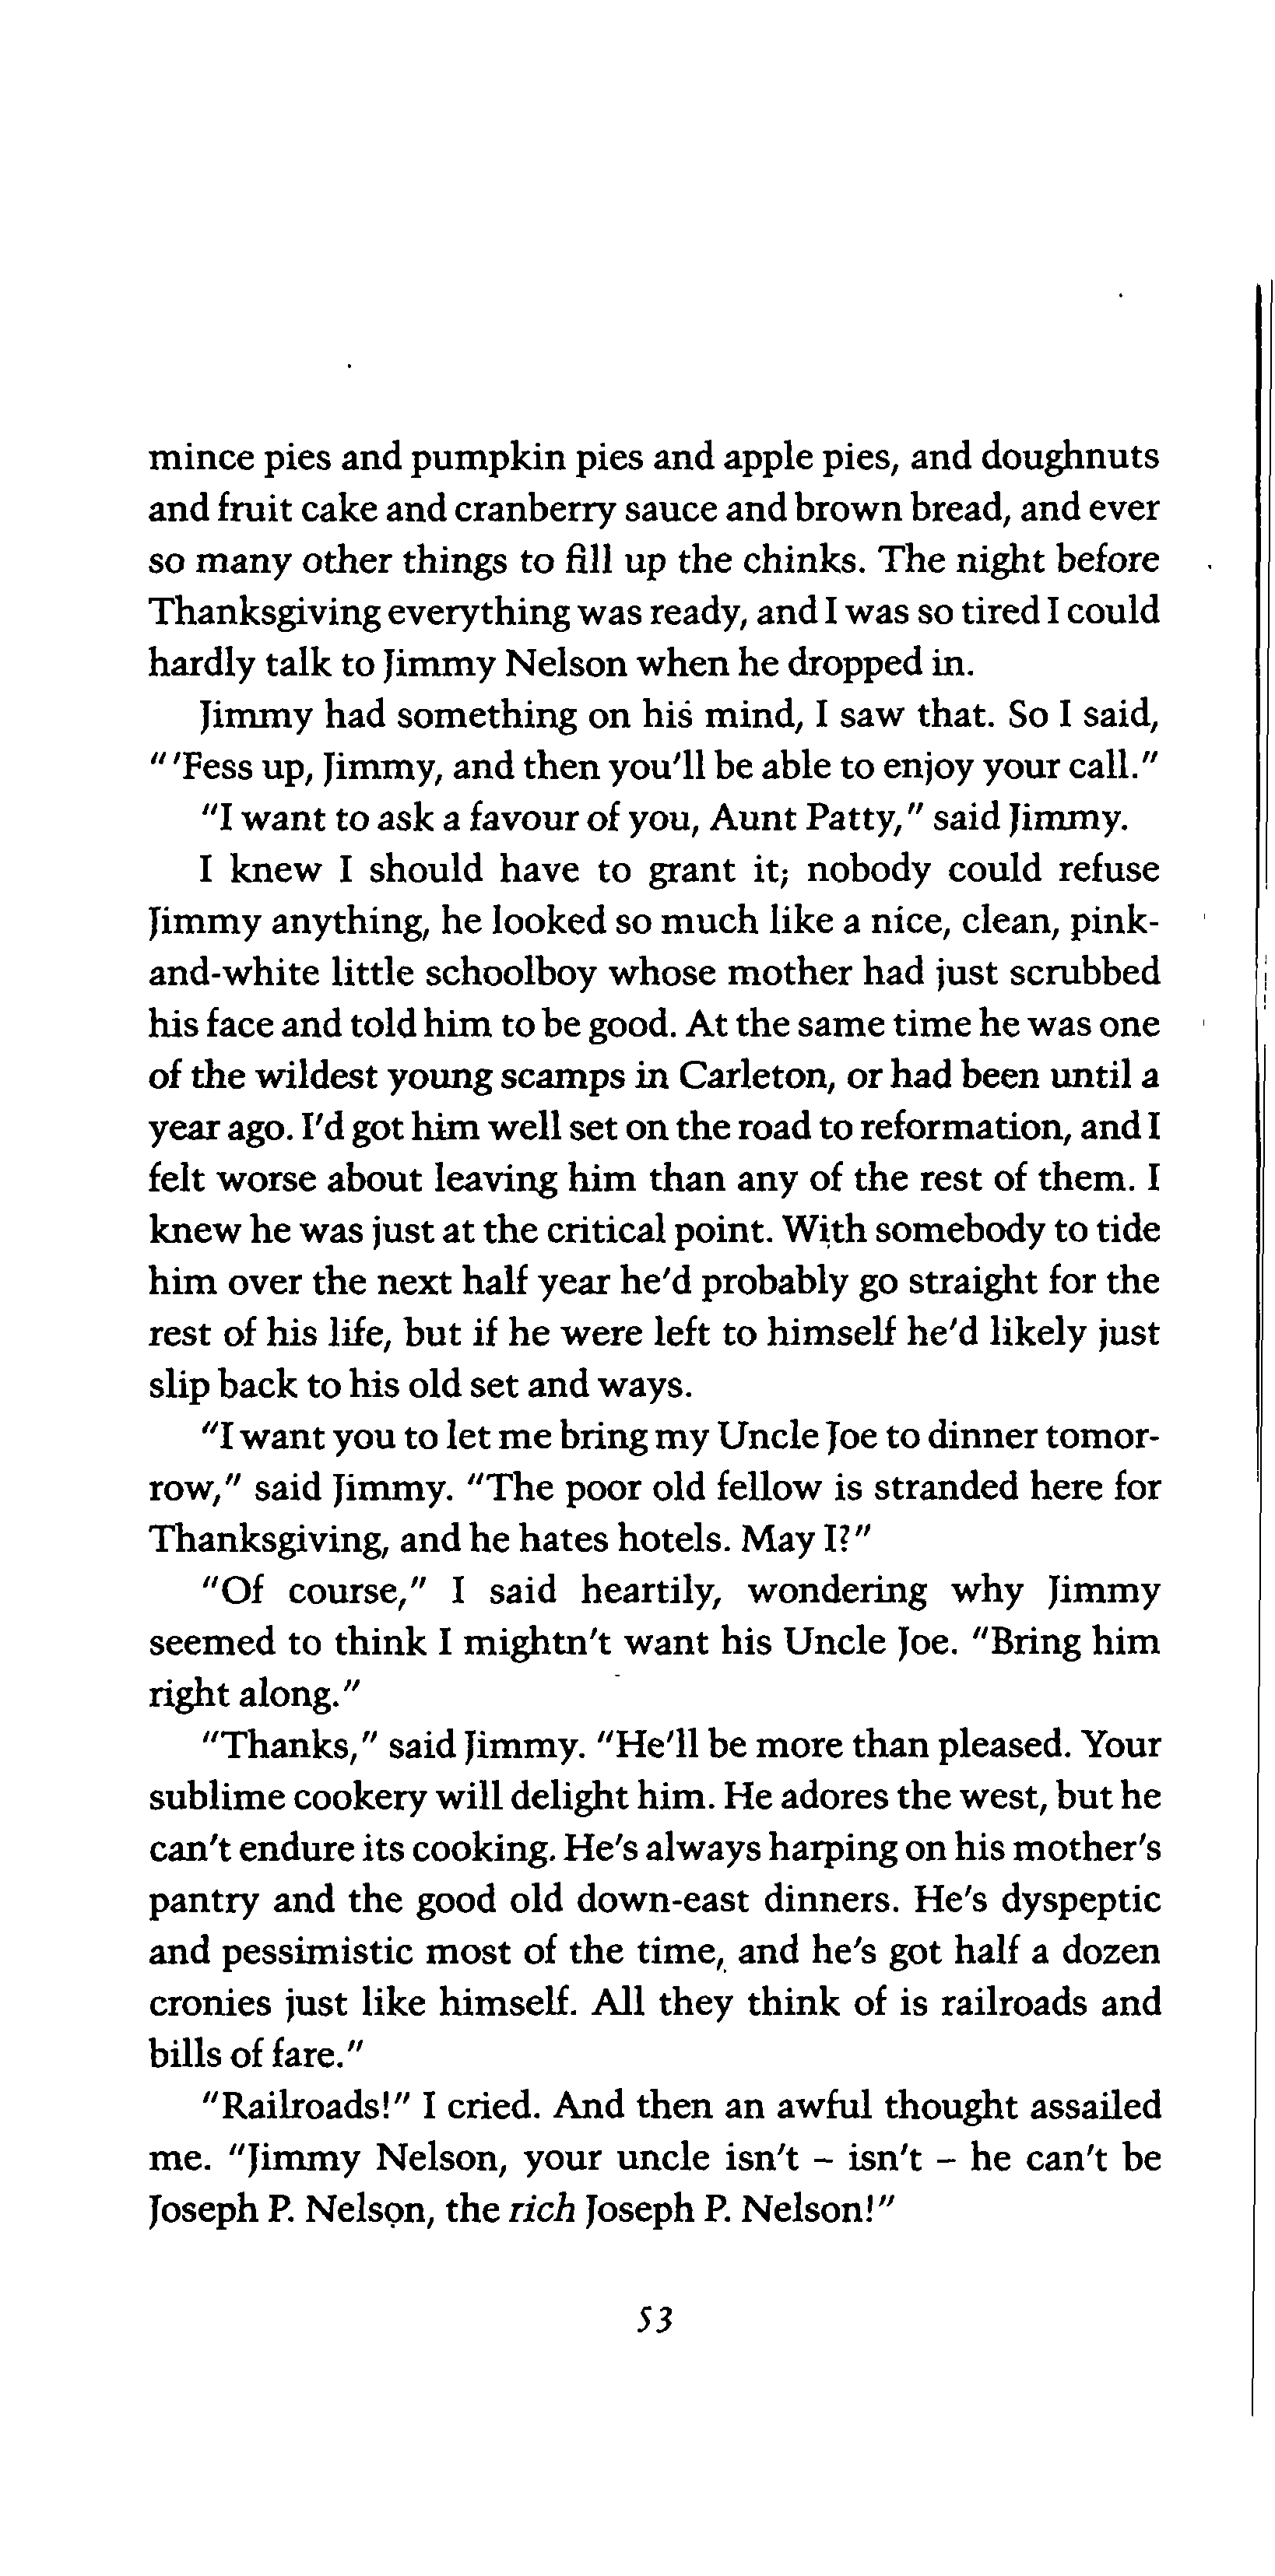 mince pies and pumpkin pies and apple pies, and doughnuts
and fruit cake and cranberry sauce and brown bread, and ever
so many other things to fill up the chinks. The night before
Thanksgiving everything was ready, and I was so tired I could
hardly talk to Jimmy Nelson when he dropped in.
Jimmy had something on his mind, I saw that. So I said,
"'Fess up, Jimmy, and then you'll be able to enjoy your call."
"I want to ask a favour of you, Aunt Patty," said Jimmy.
I knew I should have to grant it; nobody could refuse
Jimmy anything, he looked so much like a nice, clean, pink-
and-white little schoolboy whose mother had just scrubbed
his face and told him to be good. At the same time he was one
of the wildest young scamps in Carleton, or had been until a
year ago. I'd got him well set on the road to reformation, and I
felt worse about leaving him than any of the rest of them. I
knew he was just at the critical point. With somebody to tide
him over the next half year he'd probably go straight for the
rest of his life, but if he were left to himself he'd likely just
slip back to his old set and ways.
"I want you to let me bring my Uncle Joe to dinner tomor-
row," said Jimmy. "The poor old fellow is stranded here for
Thanksgiving, and he hates hotels. May I?"
"Of course," I said heartily, wondering why Jimmy
seemed to think I mightn't want his Uncle Joe. "Bring him
right along."
"Thanks," said Jimmy. "He'll be more than pleased. Your
sublime cookery will delight him. He adores the west, but he
can't endure its cooking. He's always harping on his mother's
pantry and the good old down-east dinners. He's dyspeptic
and pessimistic most of the time, and he's got half a dozen
cronies just like himself. All they think of is railroads and
bills of fare."
"Railroads!" I cried. And then an awful thought assailed
me. "Jimmy Nelson, your uncle isn't – isn't – he can't be
Joseph P. Nelson, the rich Joseph P. Nelson!"
53